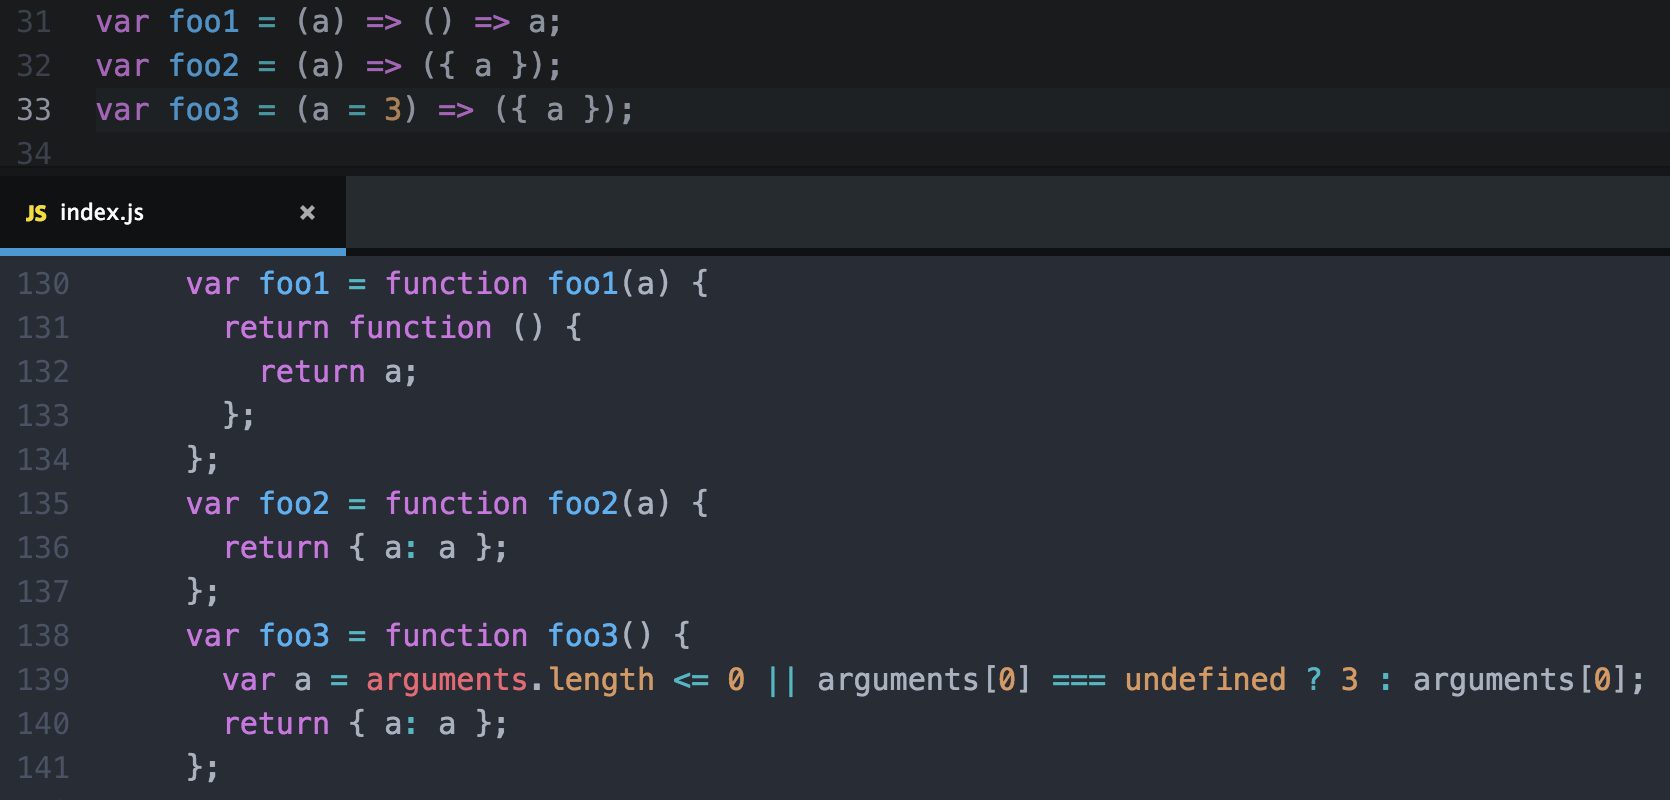 31 var foo1 = (a) => () => a;
32 var foo2 = (a) => ({ a });
33 var foo3 = (a = 3) => ({ a });
34
JS index.js ×
130 var foo1 = function foo1(a) {
131 return function () {
132 return a;
133 };
134 };
135 var foo2 = function foo2(a) {
136 return { a: a };
137 };
138 var foo3 = function foo3() {
139 var a = arguments.length <= 0 || arguments[0] === undefined ? 3 : arguments[0];
140 return { a: a };
141 };